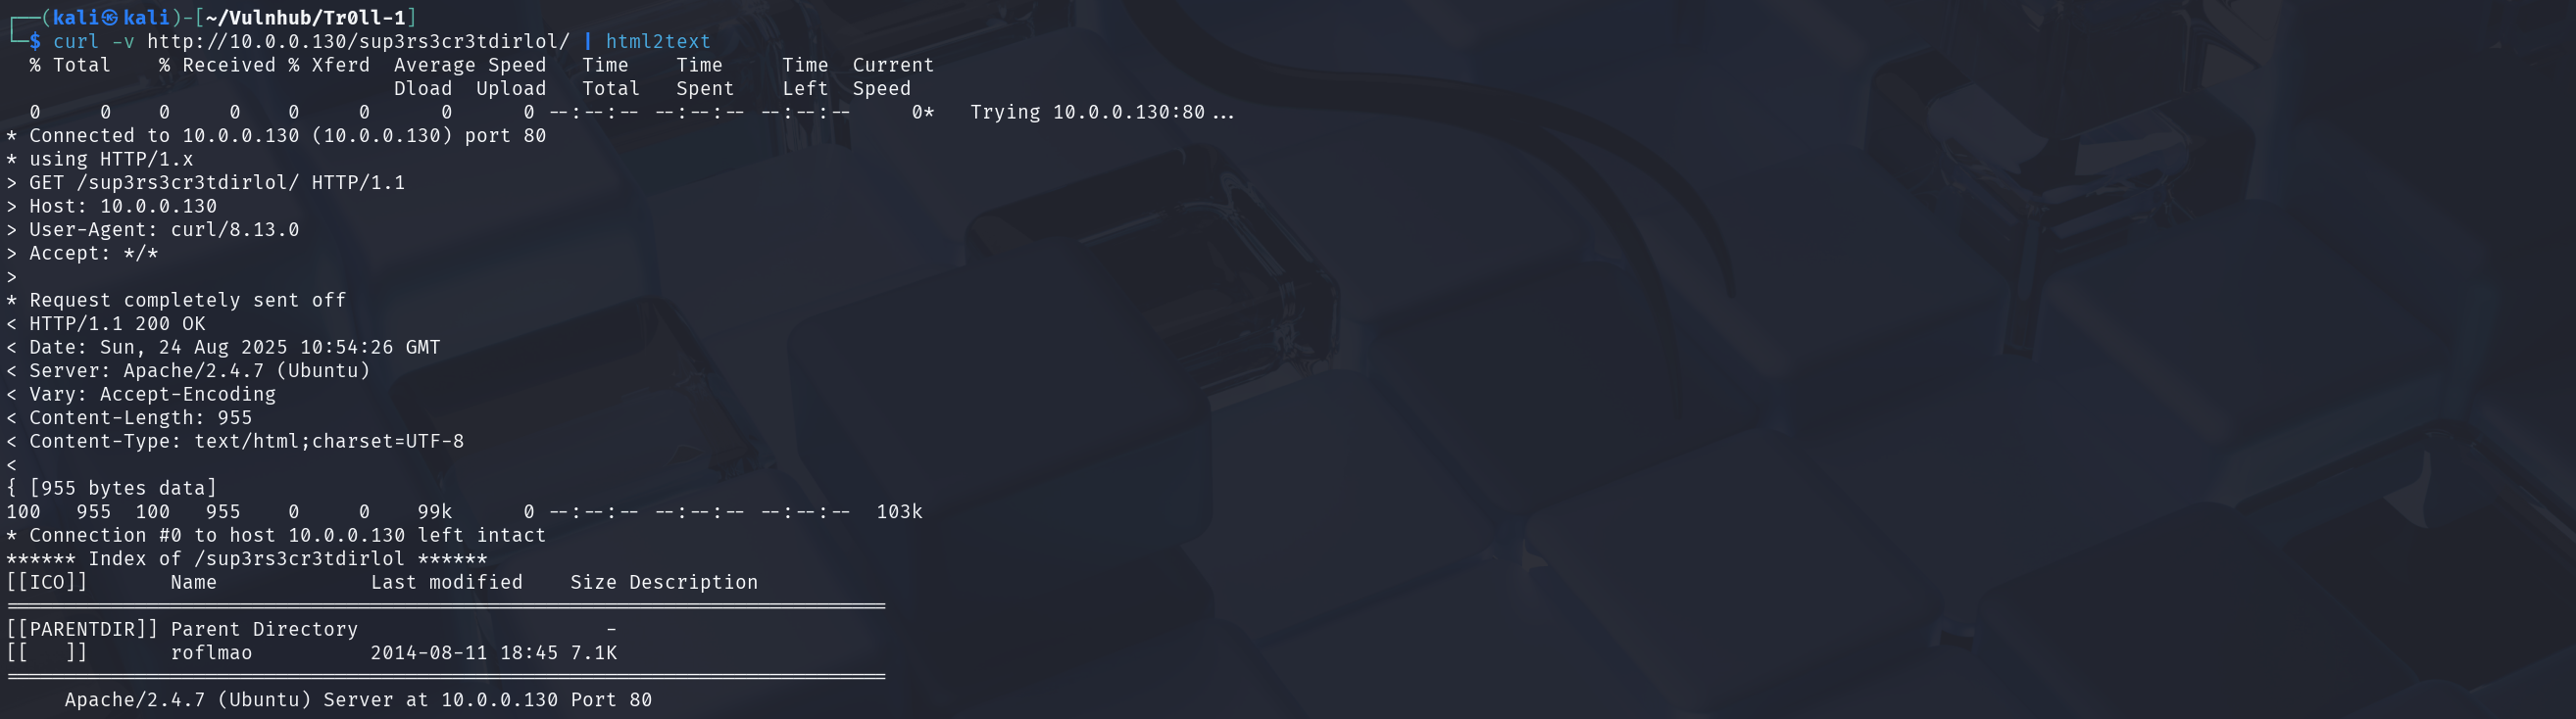 ┌──(kali㉿kali)-[~/Vulnhub/Tr0ll-1]
└─$ curl -v http://10.0.0.130/sup3rs3cr3tdirlol/ | html2text
  % Total    % Received % Xferd  Average Speed   Time    Time     Time  Current
                                 Dload  Upload   Total   Spent    Left  Speed
  0     0    0     0    0     0      0      0 --:--:-- --:--:-- --:--:--     0*   Trying 10.0.0.130:80...
* Connected to 10.0.0.130 (10.0.0.130) port 80
* using HTTP/1.x
> GET /sup3rs3cr3tdirlol/ HTTP/1.1
> Host: 10.0.0.130
> User-Agent: curl/8.13.0
> Accept: */*
>
* Request completely sent off
< HTTP/1.1 200 OK
< Date: Sun, 24 Aug 2025 10:54:26 GMT
< Server: Apache/2.4.7 (Ubuntu)
< Vary: Accept-Encoding
< Content-Length: 955
< Content-Type: text/html;charset=UTF-8
<
{ [955 bytes data]
100   955  100   955    0     0    99k      0 --:--:-- --:--:-- --:--:--  103k
* Connection #0 to host 10.0.0.130 left intact
****** Index of /sup3rs3cr3tdirlol ******
[[ICO]]       Name             Last modified    Size Description
===========================================================================
[[PARENTDIR]] Parent Directory                     -
[[   ]]       roflmao          2014-08-11 18:45 7.1K
===========================================================================
     Apache/2.4.7 (Ubuntu) Server at 10.0.0.130 Port 80